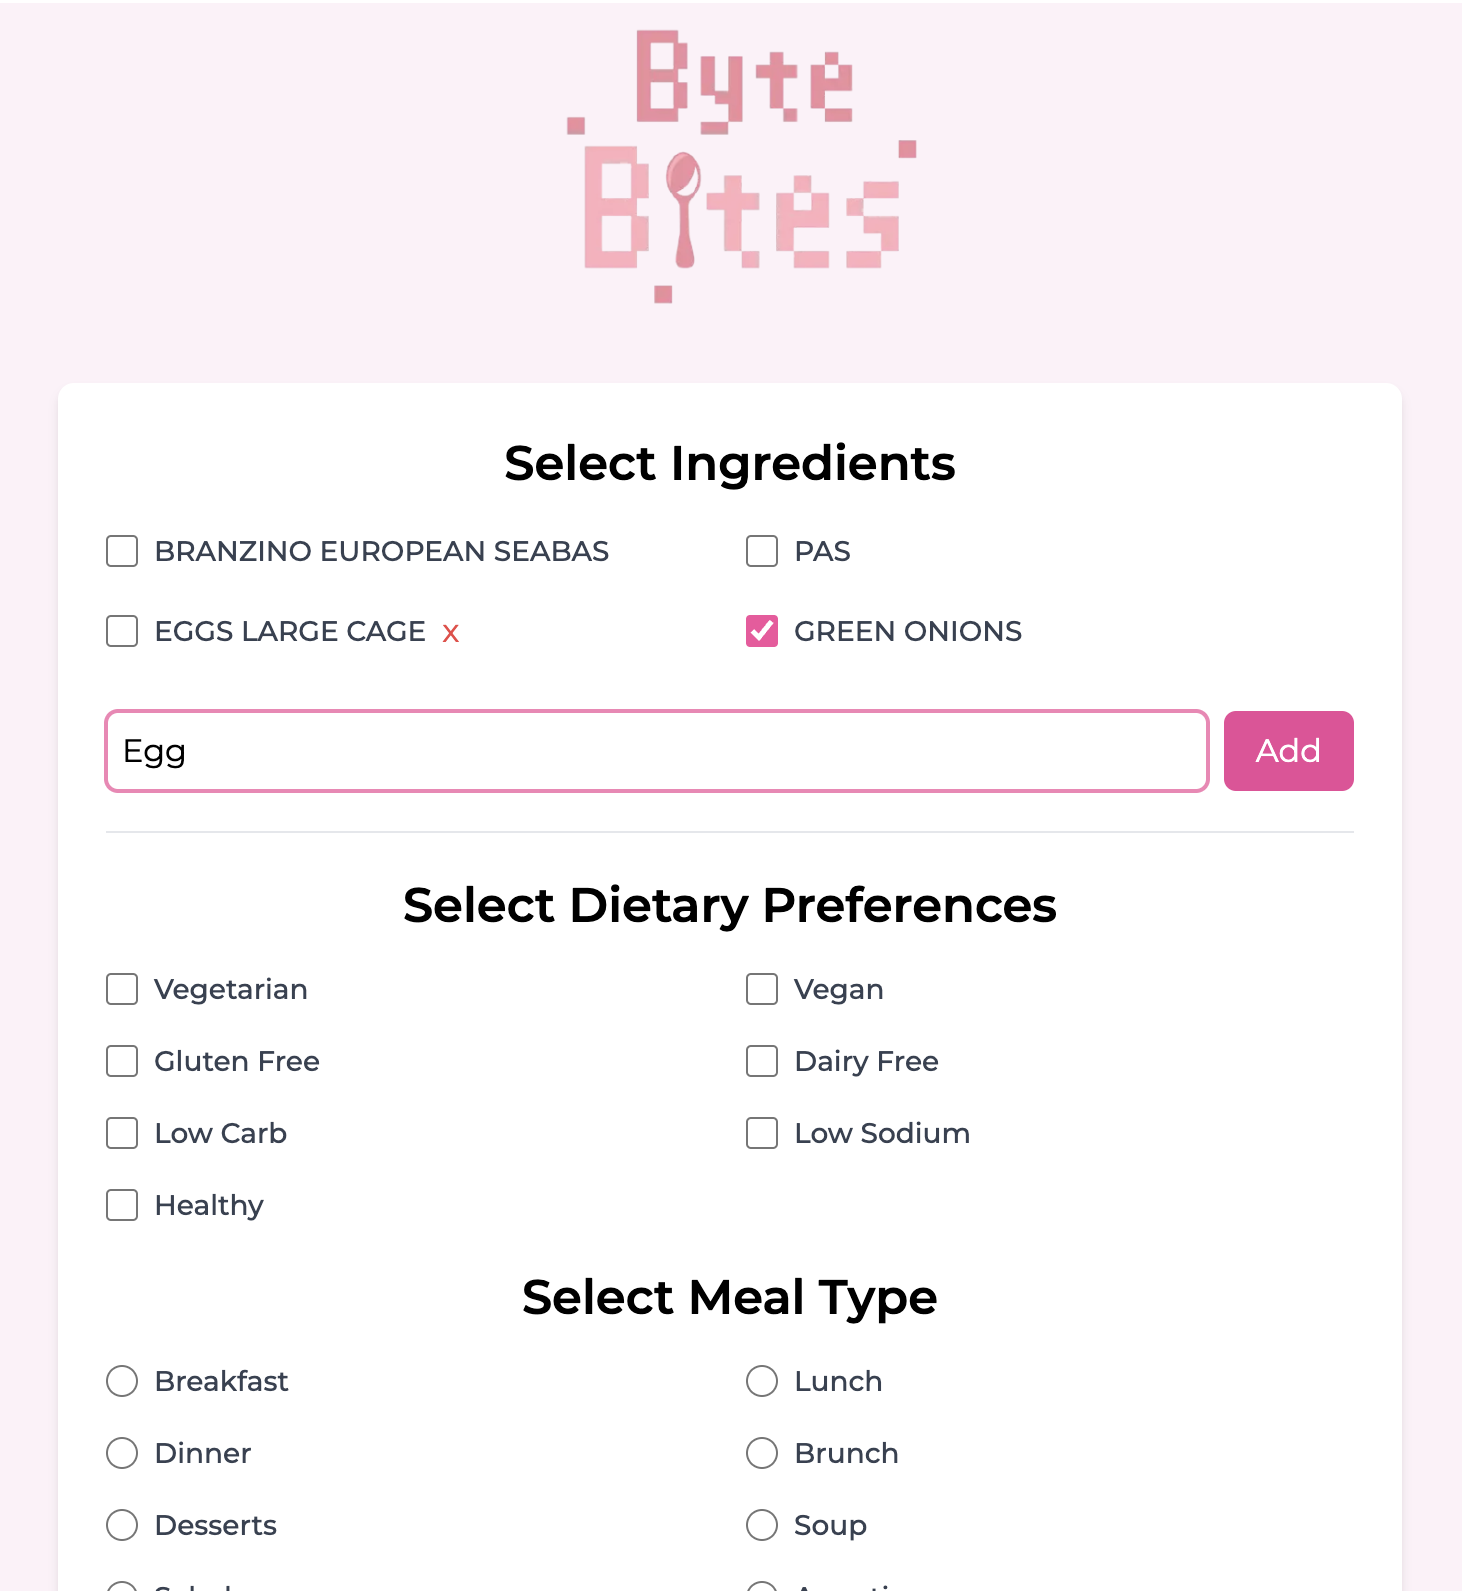 Byte
Bites
Select Ingredients
BRANZINO EUROPEAN SEABAS
PAS
EGGS LARGE CAGE x
GREEN ONIONS
Egg
Add
Select Dietary Preferences
Vegetarian
Vegan
Gluten Free
Dairy Free
Low Carb
Low Sodium
Healthy
Select Meal Type
Breakfast
Lunch
Dinner
Brunch
Desserts
Soup